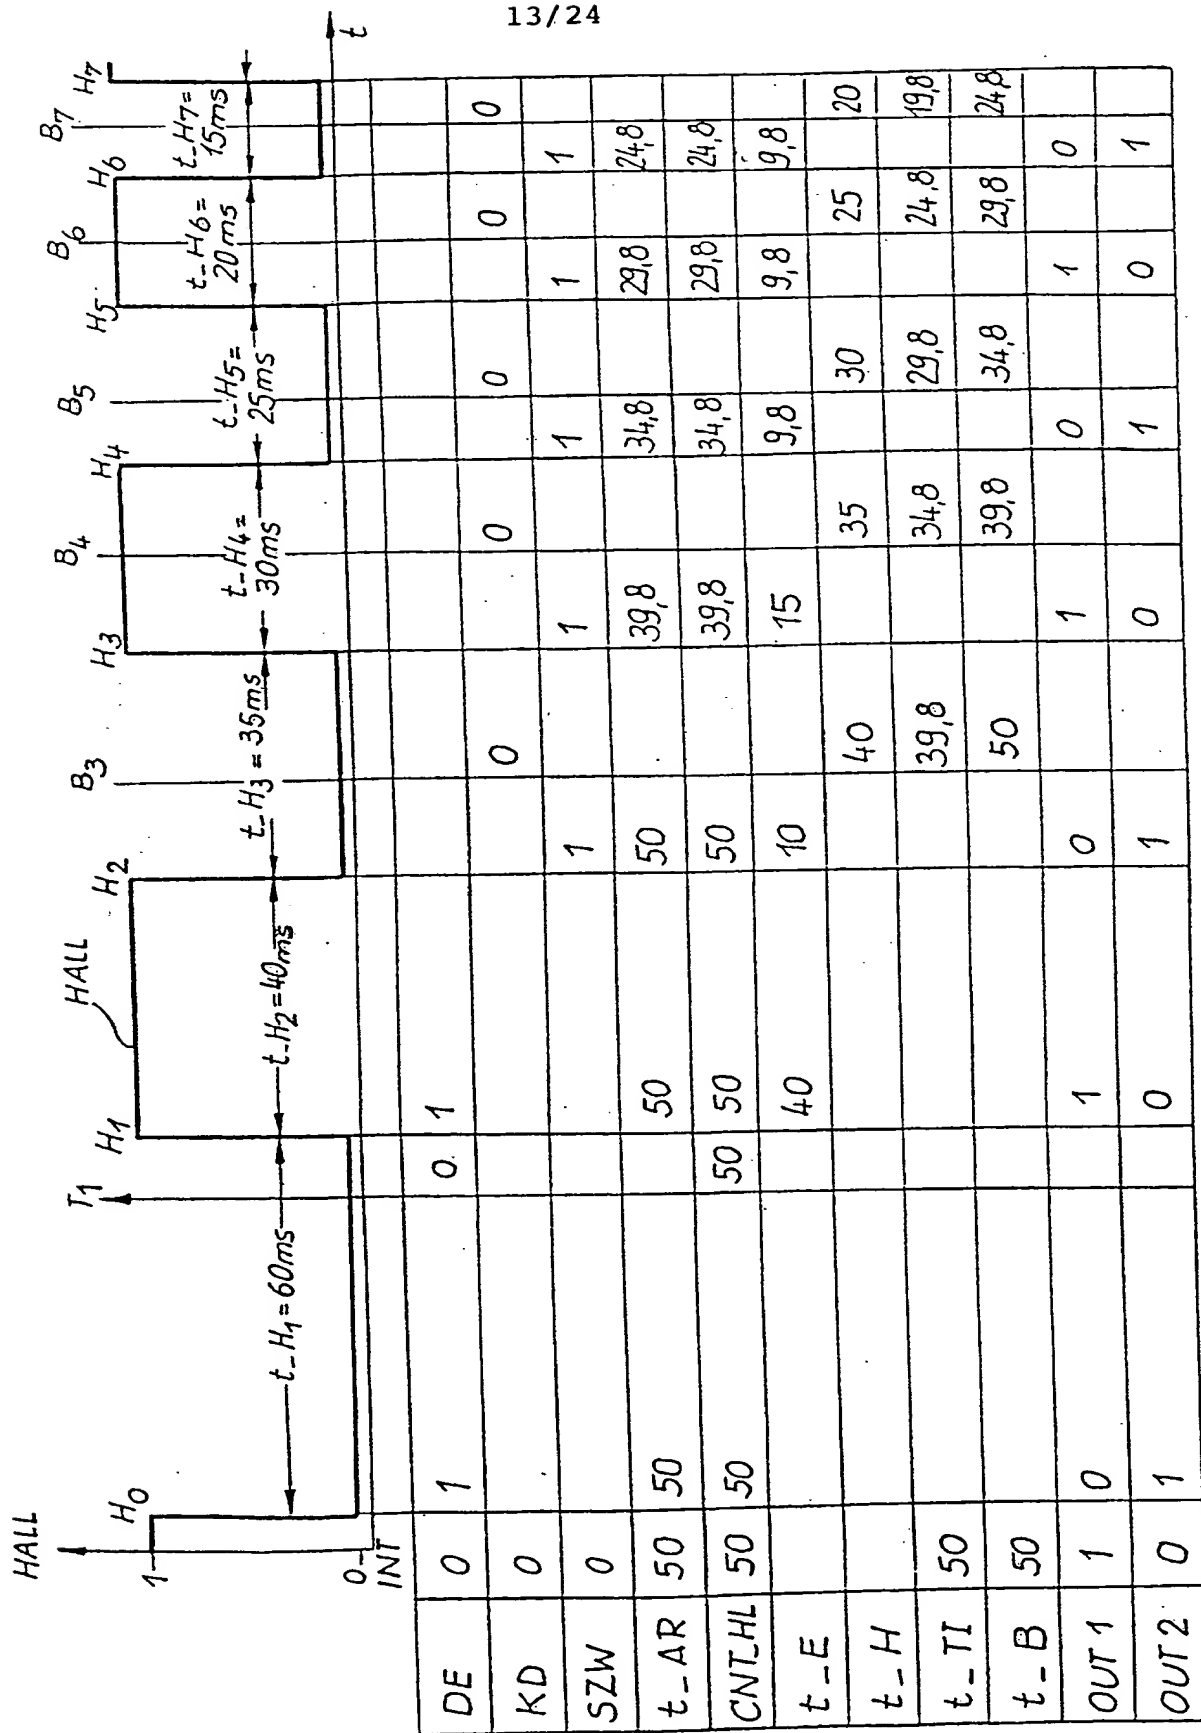 13/24
HALL
HALL
H0 T1 H1 H2 B3 H3 B4 H4 B5 H5 B6 H6 B7 H7
1
t_H1=60ms
t_H2=40ms
t_H3=35ms
t_H4=
30ms
t_H5=
25ms
t_H6=
20ms
t_H7=
15ms
0
t
INT
DE 0 1 0 1
KD 0 0 0 0 0 0
SZW 0 1 1 1 1 1
t_AR 50 50 50 50 39,8 34,8 29,8 24,8
CNT_HL 50 50 50 50 50 39,8 34,8 29,8 24,8
t_E 40 10 15 9,8 9,8 9,8
t_H 40 35 30 25 20
t_TI 50 39,8 34,8 29,8 24,8 19,8
t_B 50 50 39,8 34,8 29,8 24,8
OUT 1 1 0 1 0 1 0 1 0
OUT 2 0 1 0 1 0 1 0 1